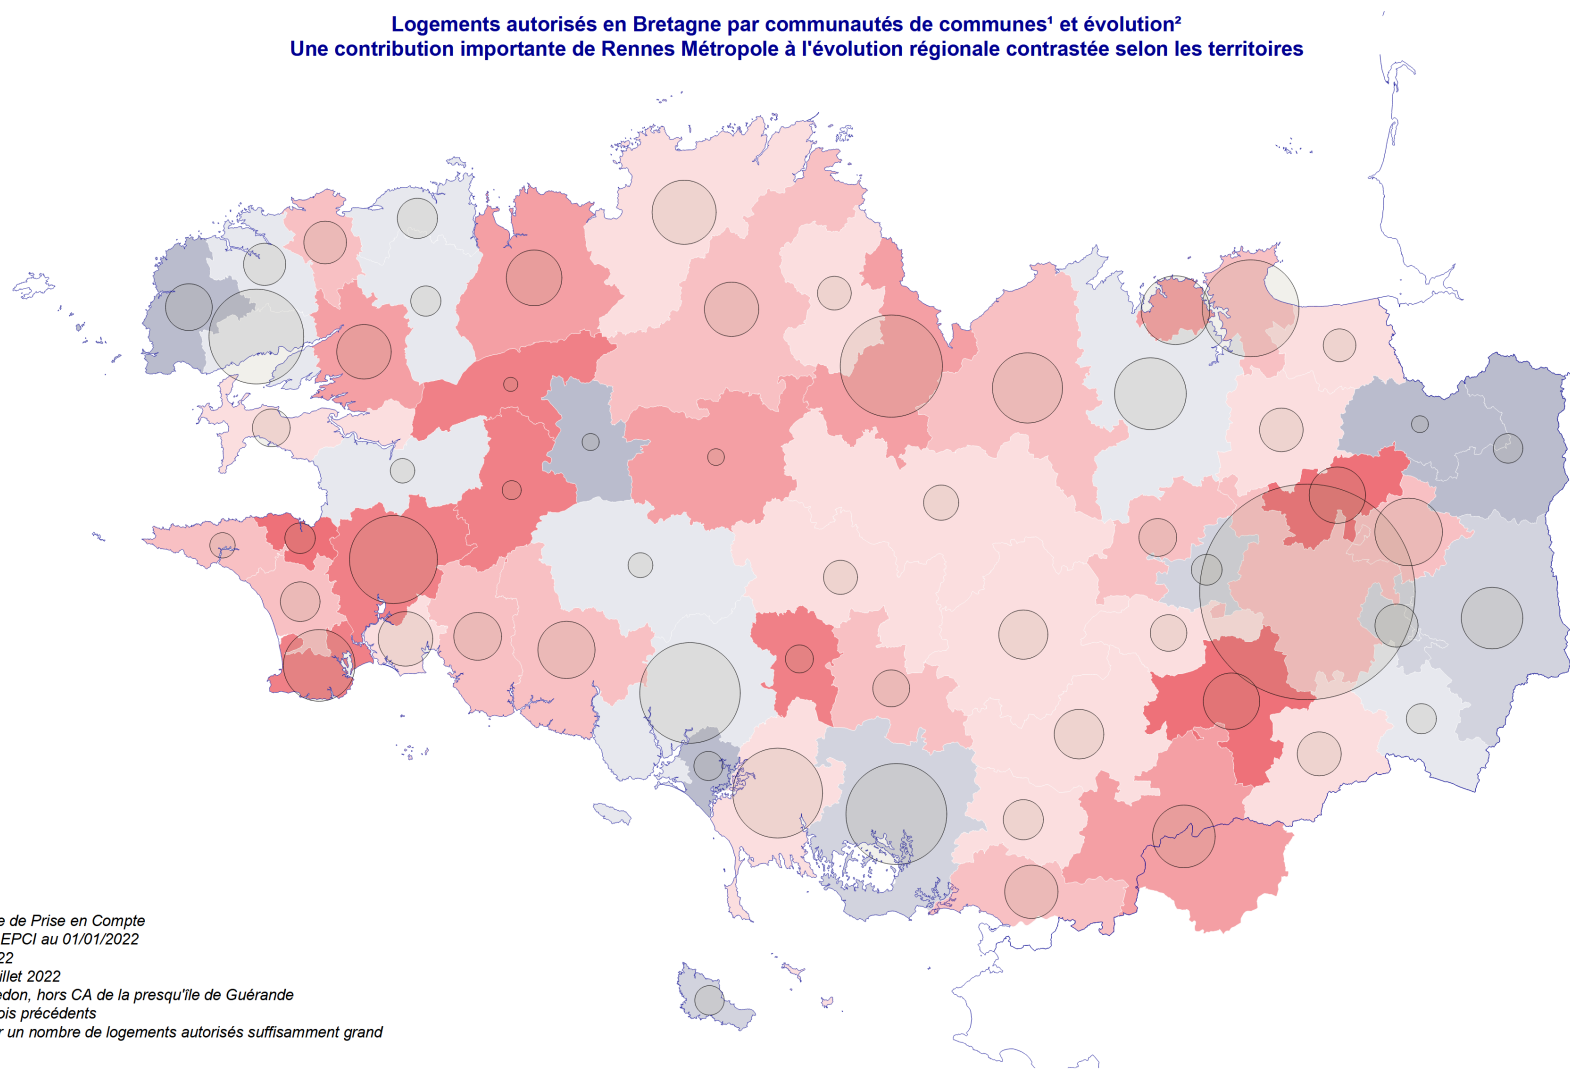 Logements autorisés en Bretagne par communautés de communes¹ et évolution²
Une contribution importante de Rennes Métropole à l'évolution régionale contrastée selon les territoires
de Prise en Compte
EPCI au 01/01/2022
22
illet 2022
edon, hors CA de la presqu'île de Guérande
ois précédents
r un nombre de logements autorisés suffisamment grand